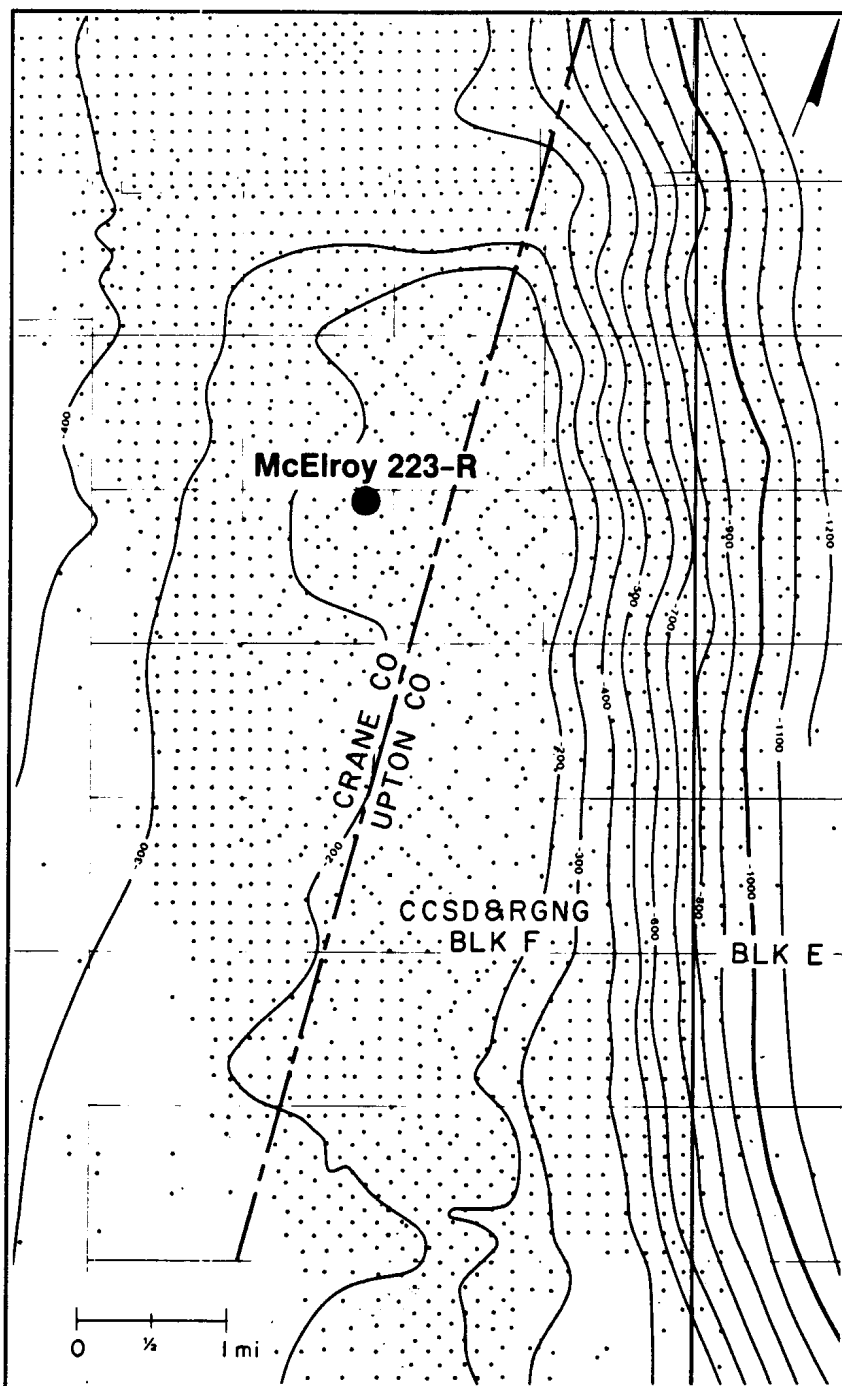 -400
McElroy 223-R
-900
-1200
-500
-700
-400
CRANE CO
UPTON CO
-200
-1100
-200
-300
-300
CCSD&RGNG
BLK F
-1000
-800
-600
BLK E
0 ½ 1 mi